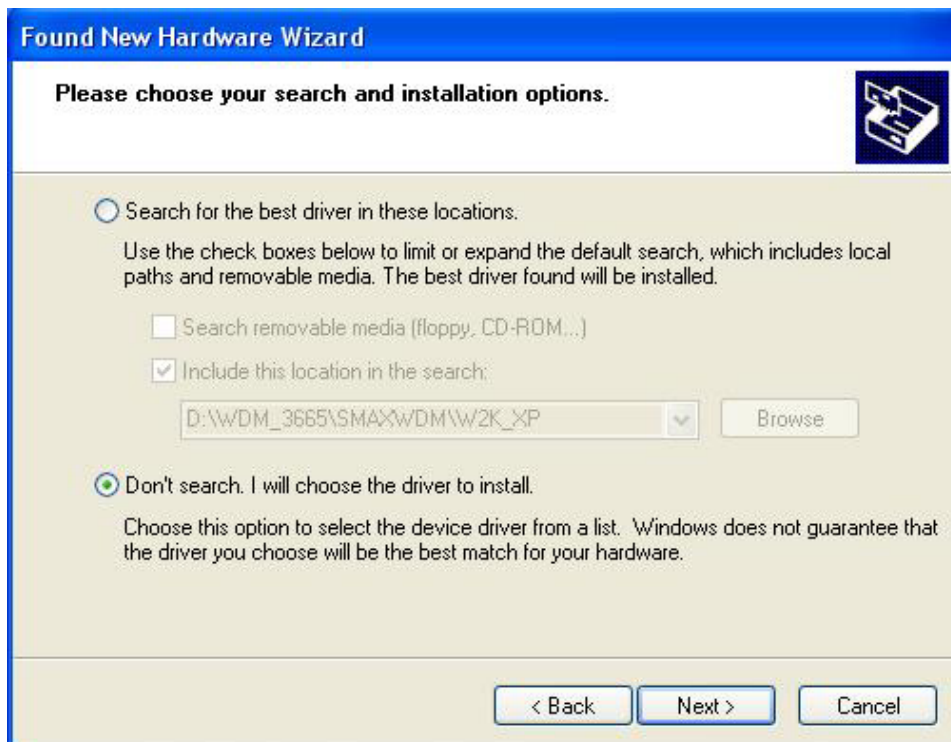 Found New Hardware Wizard
Please choose your search and installation options.
Search for the best driver in these locations.
Use the check boxes below to limit or expand the default search, which includes local
paths and removable media. The best driver found will be installed.
Search removable media (floppy, CD-ROM...)
Include this location in the search:
D:\WDM_3665\SMAXWDM\W2K_XP
Browse
Don't search. I will choose the driver to install.
Choose this option to select the device driver from a list. Windows does not guarantee that
the driver you choose will be the best match for your hardware.
< Back Next > Cancel